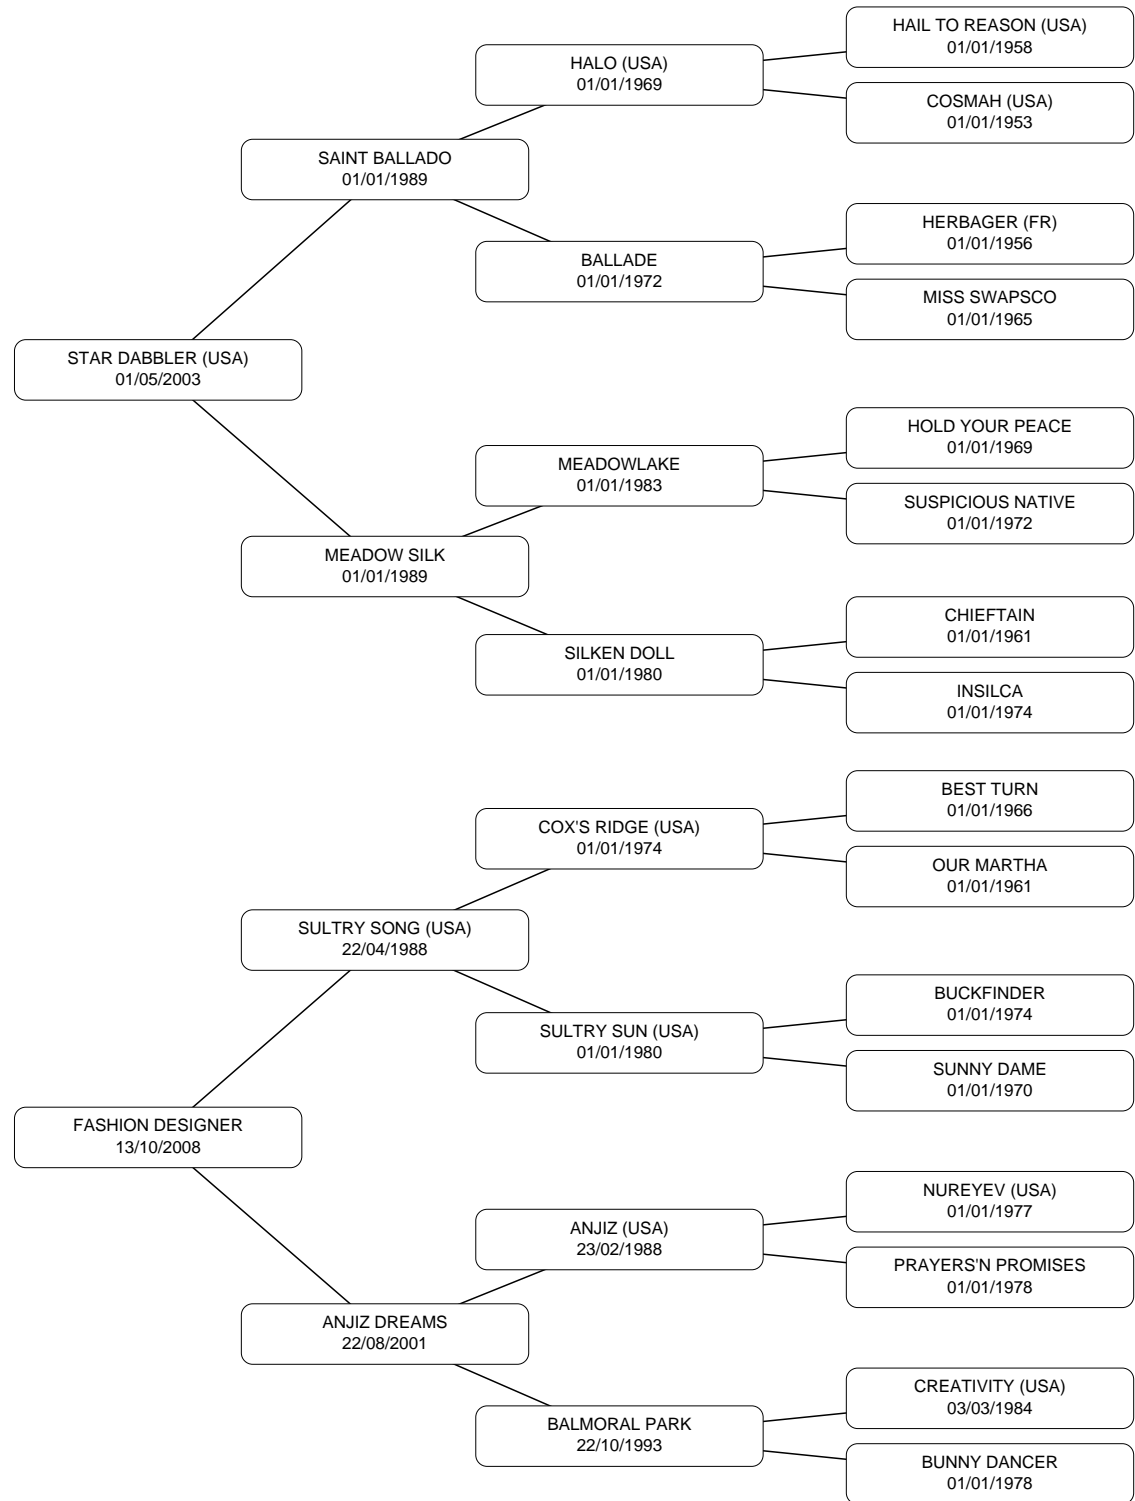 HAIL TO REASON (USA)
01/01/1958
HALO (USA)
01/01/1969
COSMAH (USA)
01/01/1953
SAINT BALLADO
01/01/1989
HERBAGER (FR)
01/01/1956
BALLADE
01/01/1972
MISS SWAPSCO
01/01/1965
STAR DABBLER (USA)
01/05/2003
HOLD YOUR PEACE
01/01/1969
MEADOWLAKE
01/01/1983
SUSPICIOUS NATIVE
01/01/1972
MEADOW SILK
01/01/1989
CHIEFTAIN
01/01/1961
SILKEN DOLL
01/01/1980
INSILCA
01/01/1974
BEST TURN
01/01/1966
COX'S RIDGE (USA)
01/01/1974
OUR MARTHA
01/01/1961
SULTRY SONG (USA)
22/04/1988
BUCKFINDER
01/01/1974
SULTRY SUN (USA)
01/01/1980
SUNNY DAME
01/01/1970
FASHION DESIGNER
13/10/2008
NUREYEV (USA)
01/01/1977
ANJIZ (USA)
23/02/1988
PRAYERS'N PROMISES
01/01/1978
ANJIZ DREAMS
22/08/2001
CREATIVITY (USA)
03/03/1984
BALMORAL PARK
22/10/1993
BUNNY DANCER
01/01/1978